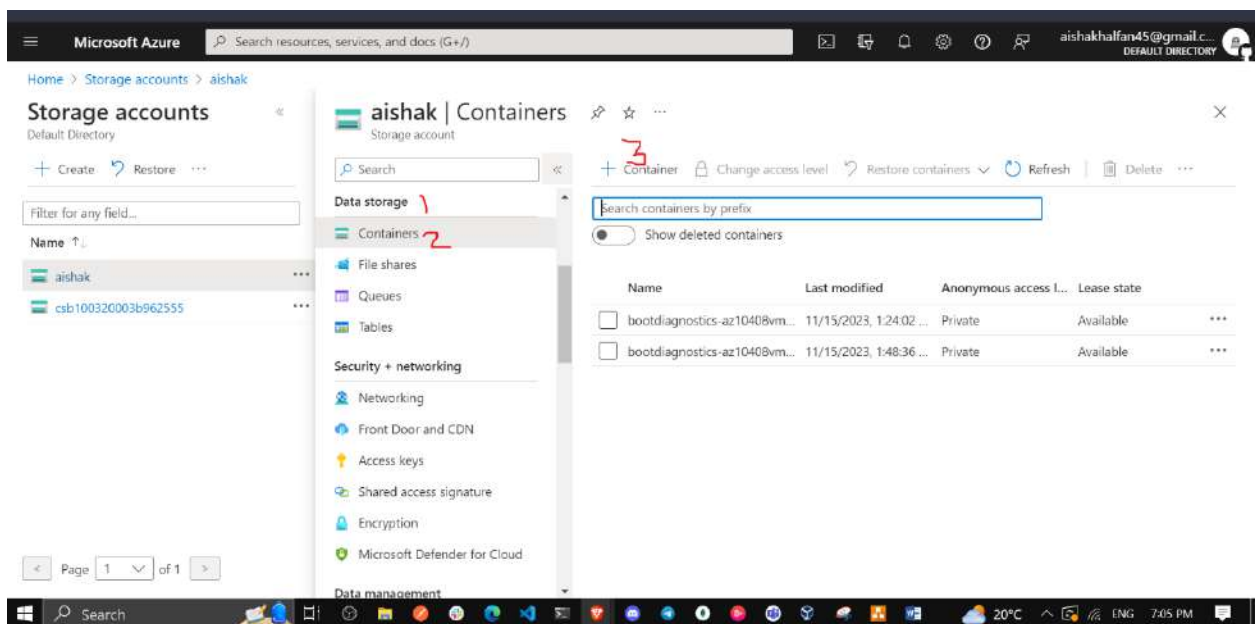 Microsoft Azure
Search resources, services, and docs (G+/)
aishakhalfan45@gmail.c...
DEFAULT DIRECTORY
Home > Storage accounts > aishak
Storage accounts
Default Directory
+ Create Restore ...
Filter for any field...
Name ↑↓
aishak ...
csb100320003b962555 ...
< Page 1 of 1 >
aishak | Containers ...
Storage account
Search
Data storage 1
Containers 2
File shares
Queues
Tables
Security + networking
Networking
Front Door and CDN
Access keys
Shared access signature
Encryption
Microsoft Defender for Cloud
Data management
3
+ Container Change access level Restore containers Refresh | Delete ...
Search containers by prefix
Show deleted containers
Name Last modified Anonymous access l... Lease state
bootdiagnostics-az10408vm... 11/15/2023, 1:24:02 ... Private Available ...
bootdiagnostics-az10408vm... 11/15/2023, 1:48:36 ... Private Available ...
Search 20°C ENG 7:05 PM